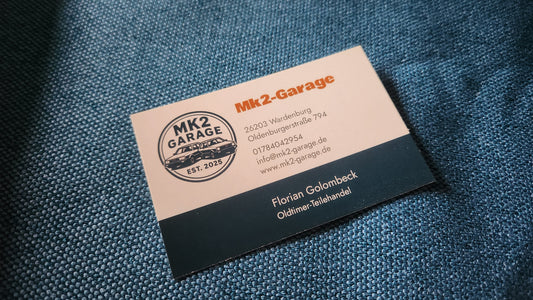 MK2
GARAGE
EST. 2025
Mk2-Garage
26203 Wardenburg
Oldenburgerstraße 794
01784042954
info@mk2-garage.de
www.mk2-garage.de
Florian Golombeck
Oldtimer-Teilehandel